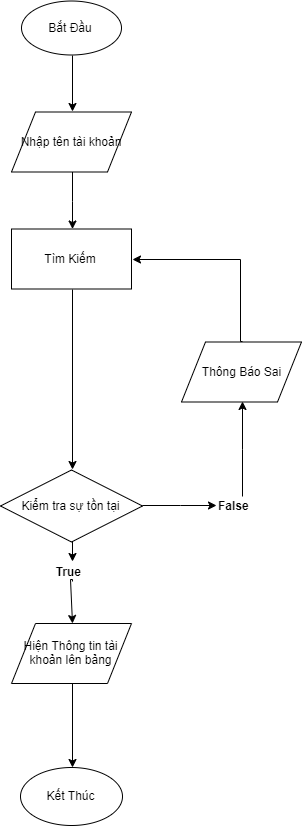 Bắt Đầu
Nhập tên tài khoản
Tìm Kiếm
Thông Báo Sai
Kiểm tra sự tồn tại
False
True
Hiện Thông tin tài
khoản lên bảng
Kết Thúc